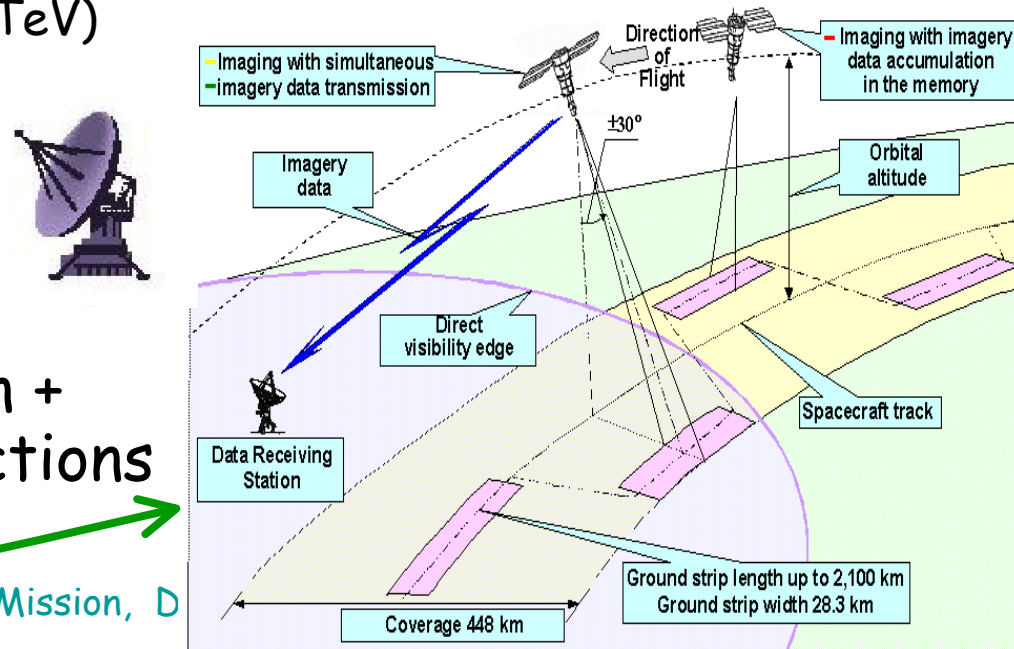 TeV)
Imaging with simultaneous
imagery data transmission
Direction
of
Flight
Imaging with imagery
data accumulation
in the memory
±30°
Imagery
data
Orbital
altitude
Direct
visibility edge
+
ctions
Spacecraft track
Data Receiving
Station
Mission, D
Ground strip length up to 2,100 km
Ground strip width 28.3 km
Coverage 448 km